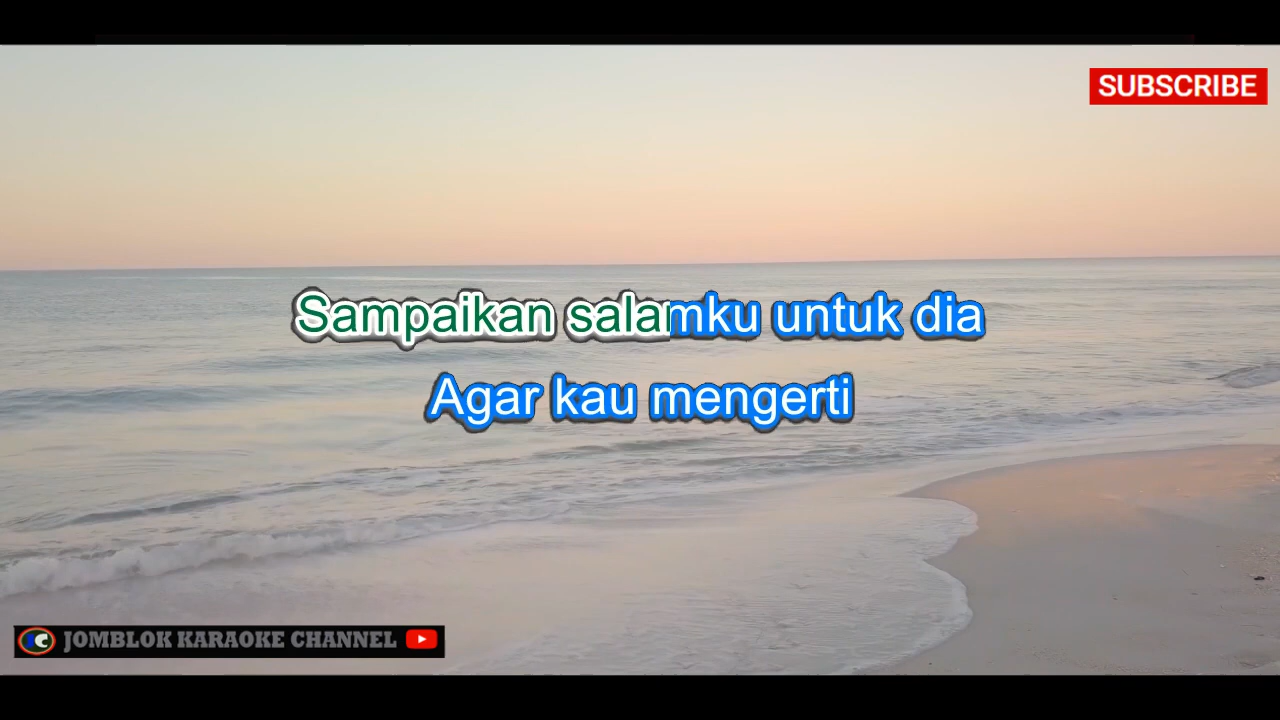 SUBSCRIBE
Sampaikan salamku untuk dia
Agar kau mengerti
JOMBLOK KARAOKE CHANNEL